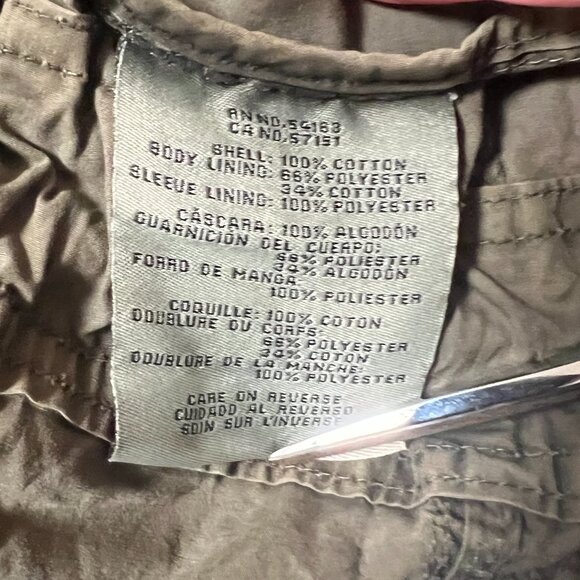 RN NO. 54163
CA NO. 57151
SHELL: 100% COTTON
BODY LINING: 66% POLYESTER
34% COTTON
SLEEVE LINING: 100% POLYESTER
CÁSCARA: 100% ALGODÓN
GUARNICIÓN DEL CUERPO:
66% POLIESTER
34% ALGODÓN
FORRO DE MANGA:
100% POLIESTER
COQUILLE: 100% COTON
DOUBLURE DU CORPS:
66% POLYESTER
34% COTON
DOUBLURE DE LA MANCHE:
100% POLYESTER
CARE ON REVERSE
CUIDADO AL REVERSO
SOIN SUR L'INVERSE